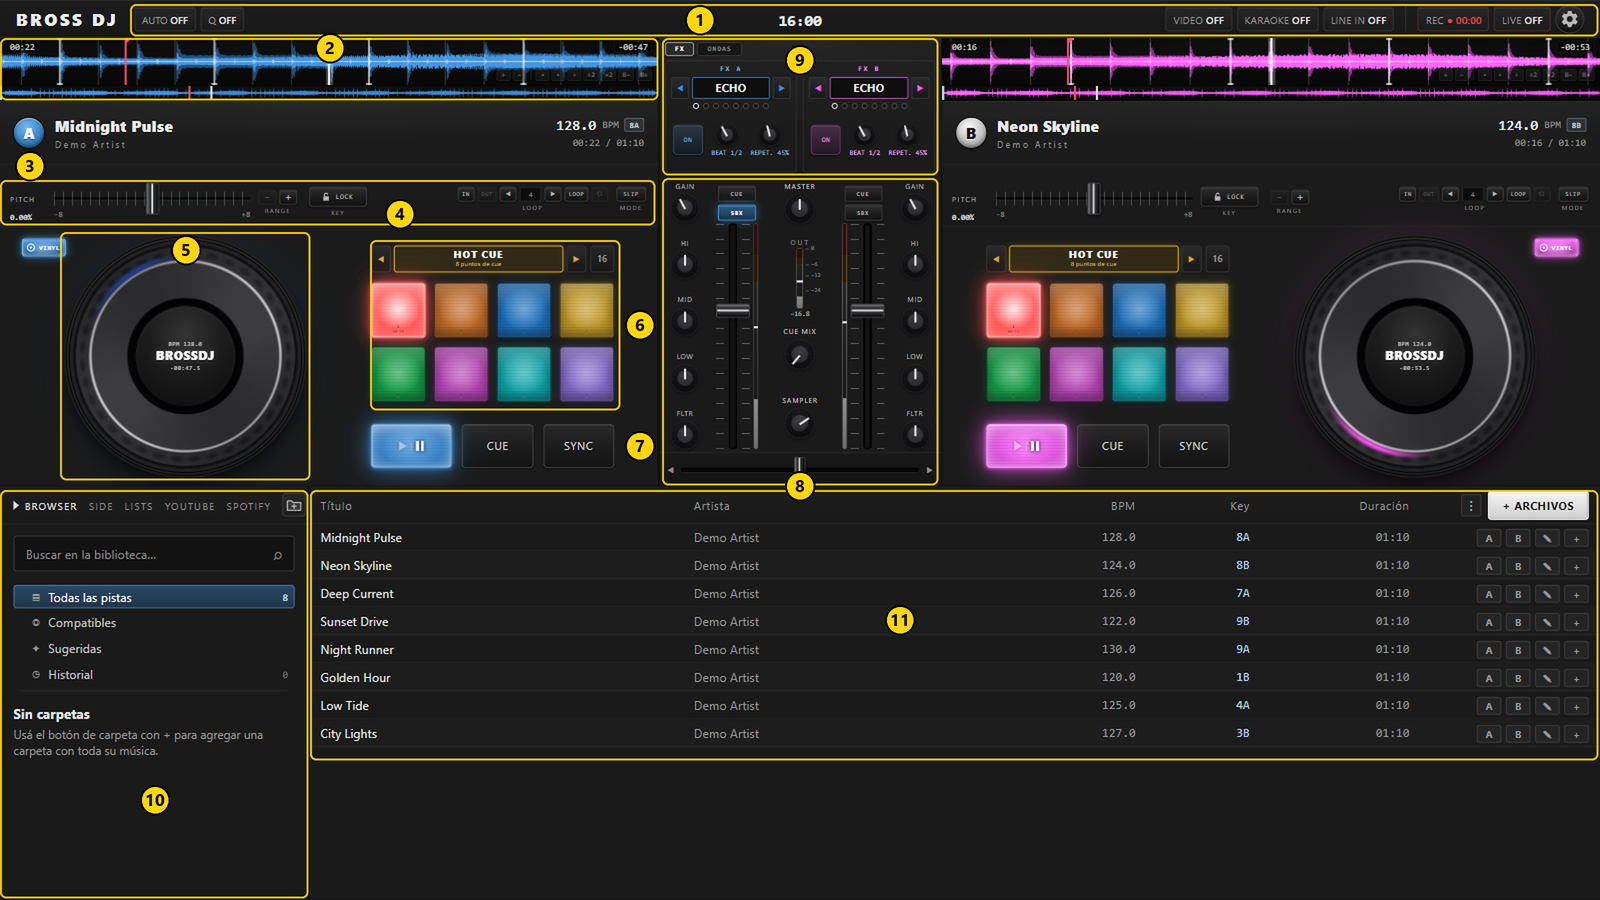 BROSS DJ
AUTO OFF
Q OFF
1
16:00
VIDEO OFF
KARAOKE OFF
LINE IN OFF
REC ● 00:00
LIVE OFF
00:22
2
-00:47
FX
ONDAS
9
00:16
-00:53
FX A
ECHO
ON
BEAT 1/2
REPET. 45%
FX B
ECHO
ON
BEAT 1/2
REPET. 45%
A
Midnight Pulse
Demo Artist
128.0 BPM 8A
00:22 / 01:10
B
Neon Skyline
Demo Artist
124.0 BPM 8B
00:16 / 01:10
3
PITCH
0.00%
-8
+8
- +
RANGE
LOCK
KEY
4
IN OUT 4 LOOP
LOOP
SLIP
MODE
PITCH
0.00%
-8
+8
LOCK
KEY
- +
RANGE
IN OUT 4 LOOP
LOOP
SLIP
MODE
VINYL
5
BPM 128.0
BROSSDJ
-00:47.5
HOT CUE
8 puntos de cue
16
6
CUE
SYNC
7
GAIN
CUE
MASTER
CUE
GAIN
SBX
SBX
HI
OUT
HI
0
-6
-12
-24
MID
-16.8
MID
CUE MIX
LOW
LOW
SAMPLER
FLTR
FLTR
8
HOT CUE
8 puntos de cue
16
CUE
SYNC
VINYL
BPM 124.0
BROSSDJ
-00:53.5
BROWSER
SIDE
LISTS
YOUTUBE
SPOTIFY
Buscar en la biblioteca...
Todas las pistas 8
Compatibles
Sugeridas
Historial 0
Sin carpetas
Usá el botón de carpeta con + para agregar una
carpeta con toda su música.
10
Título Artista BPM Key Duración
+ ARCHIVOS
Midnight Pulse Demo Artist 128.0 8A 01:10 A B +
Neon Skyline Demo Artist 124.0 8B 01:10 A B +
Deep Current Demo Artist 126.0 7A 01:10 A B +
Sunset Drive Demo Artist 122.0 9B 01:10 A B +
11
Night Runner Demo Artist 130.0 9A 01:10 A B +
Golden Hour Demo Artist 120.0 1B 01:10 A B +
Low Tide Demo Artist 125.0 4A 01:10 A B +
City Lights Demo Artist 127.0 3B 01:10 A B +